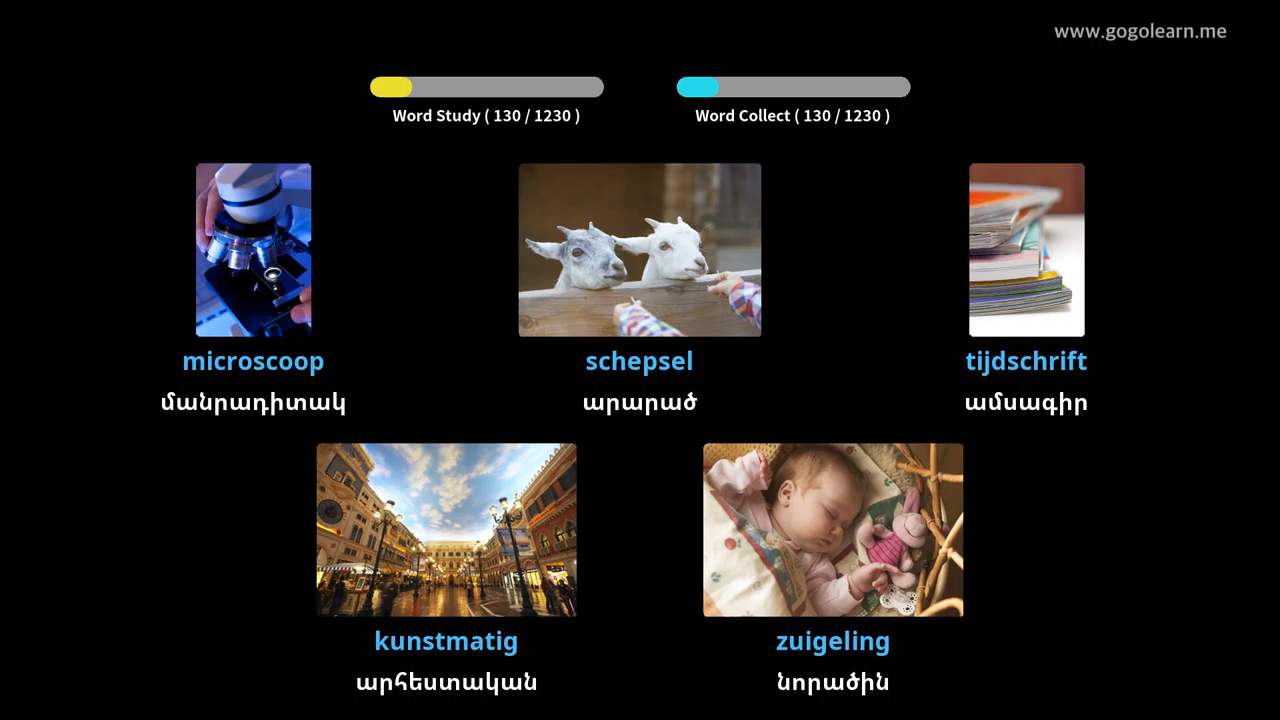 www.gogolearn.me
Word Study ( 130 / 1230 )
Word Collect ( 130 / 1230 )
microscoop
մանրադիտակ
schepsel
արարած
tijdschrift
ամսագիր
kunstmatig
արհեստական
zuigeling
նորածին